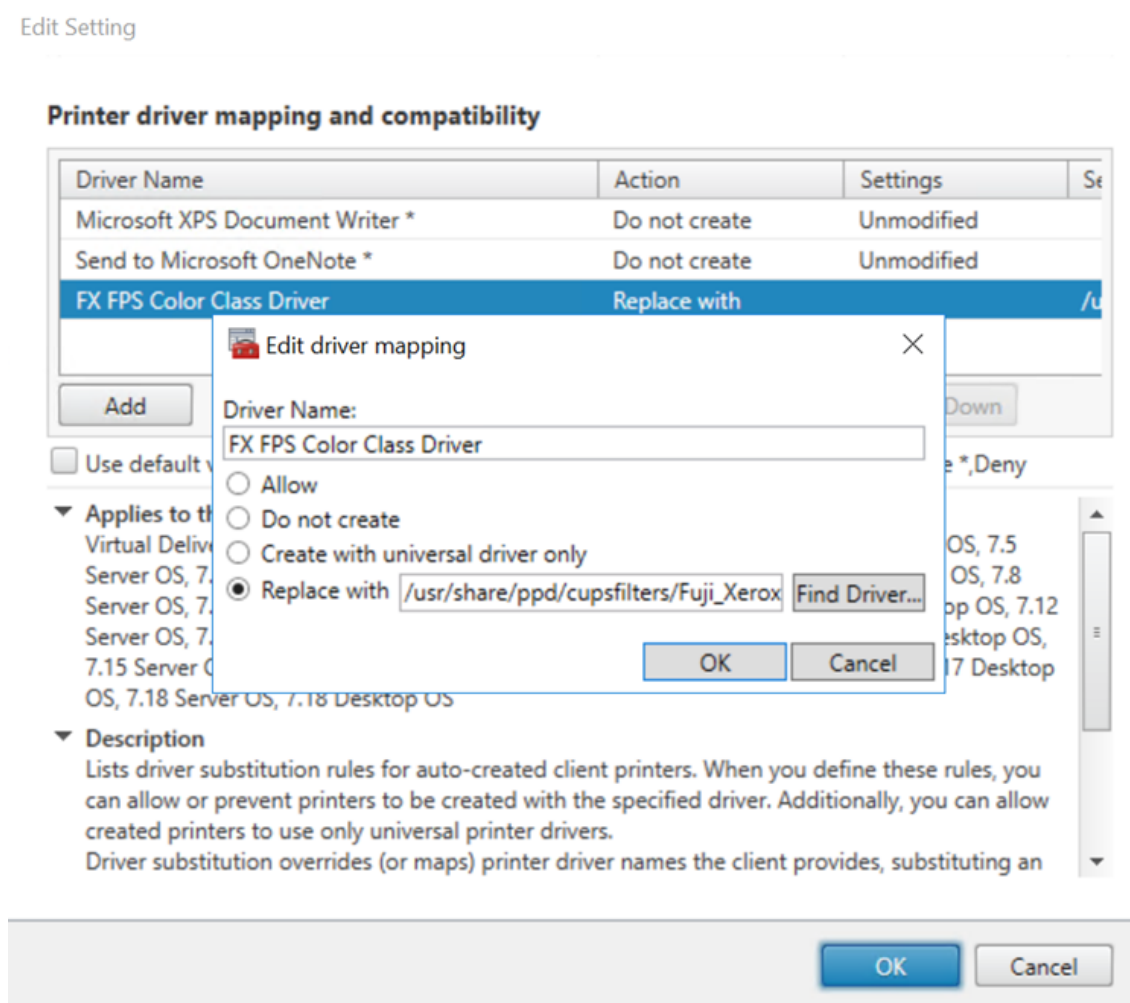 Edit Setting
Printer driver mapping and compatibility
Driver Name Action Settings
Microsoft XPS Document Writer * Do not create Unmodified
Send to Microsoft OneNote * Do not create Unmodified
FX FPS Color Class Driver Replace with
Edit driver mapping
Add Down
Driver Name:
FX FPS Color Class Driver
Use default *,Deny
Allow
Applies to
Do not create
Virtual OS, 7.5
Create with universal driver only
Server OS, 7. OS, 7.8
Replace with /usr/share/ppd/cupsfilters/Fuji_Xerox Find Driver...
Server OS, 7. OS, 7.12
Server OS, 7. OS,
OK Cancel
7.15 Server 17 Desktop
OS, 7.18 Server OS, 7.18 Desktop OS
Description
Lists driver substitution rules for auto-created client printers. When you define these rules, you
can allow or prevent printers to be created with the specified driver. Additionally, you can allow
created printers to use only universal printer drivers.
Driver substitution overrides (or maps) printer driver names the client provides, substituting an
OK Cancel